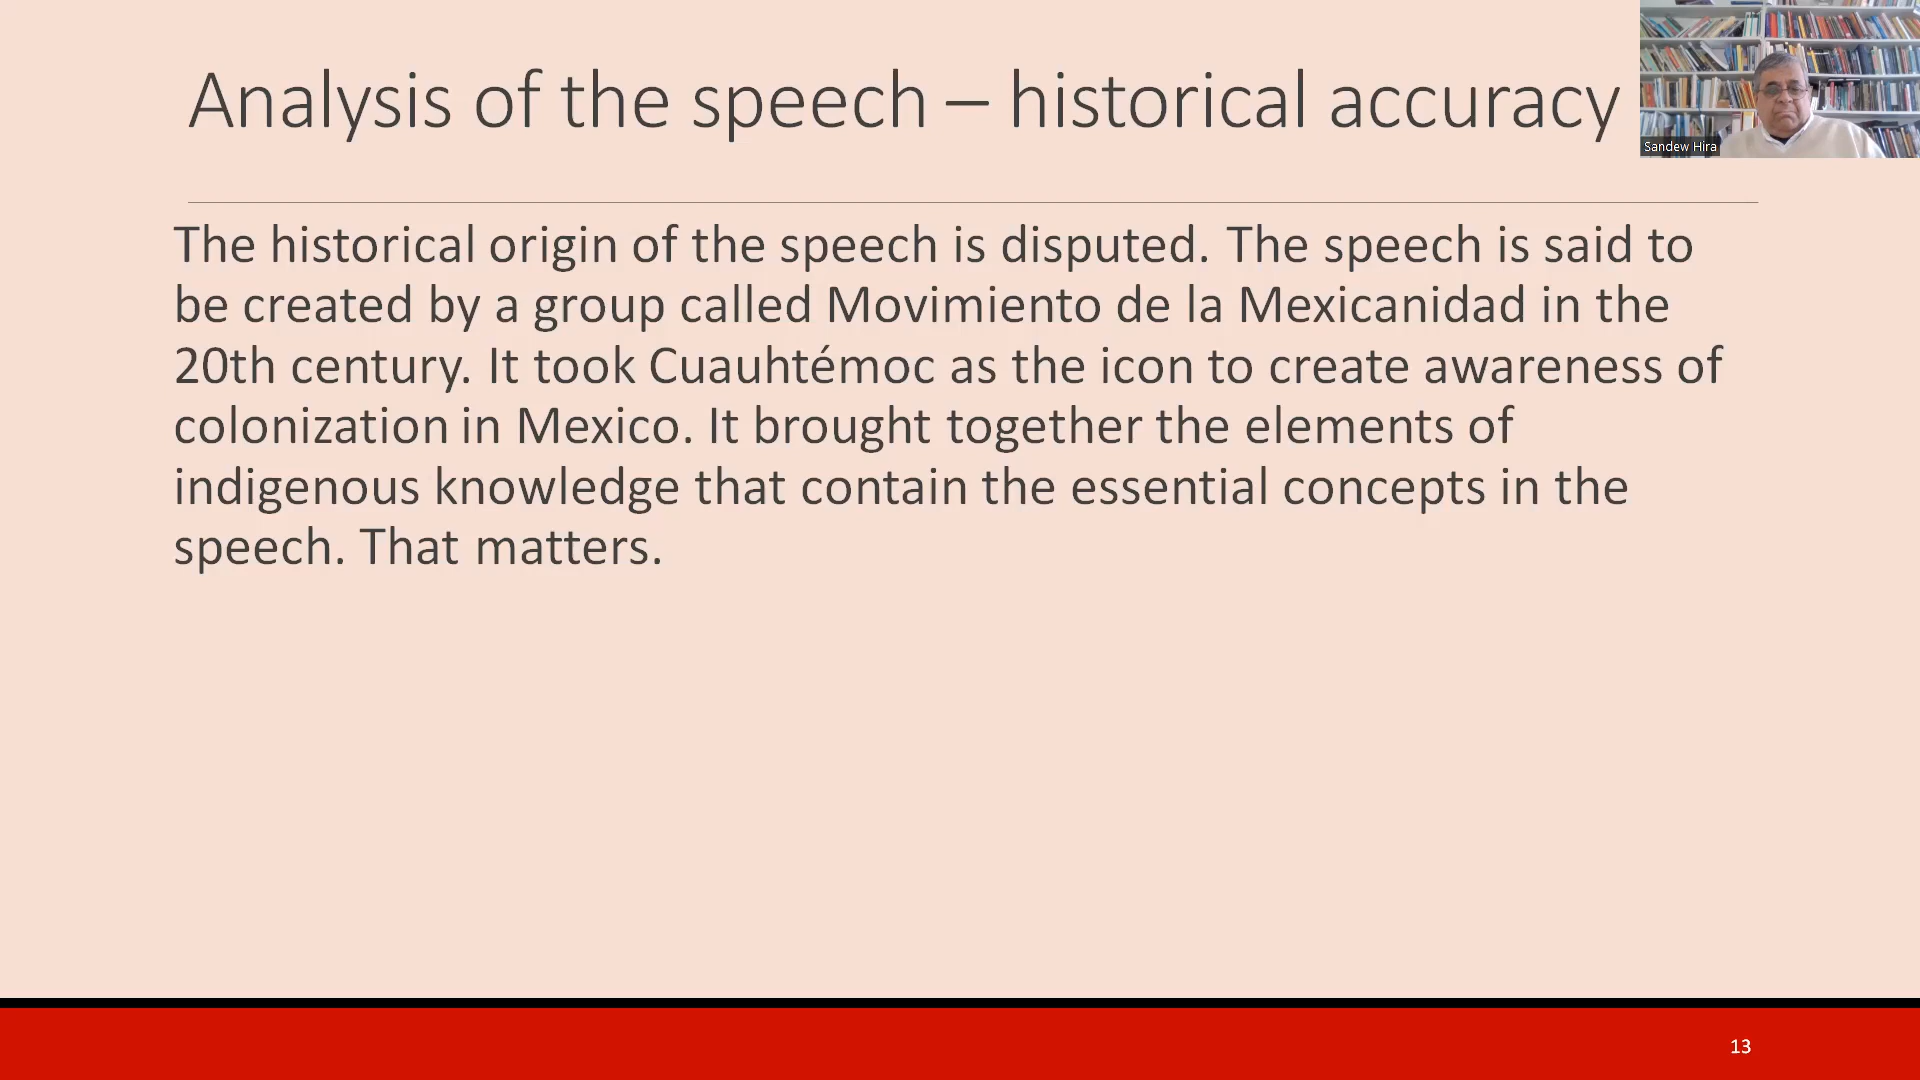 Analysis of the speech – historical accuracy
Sandew Hira
The historical origin of the speech is disputed. The speech is said to
be created by a group called Movimiento de la Mexicanidad in the
20th century. It took Cuauhtémoc as the icon to create awareness of
colonization in Mexico. It brought together the elements of
indigenous knowledge that contain the essential concepts in the
speech. That matters.
13